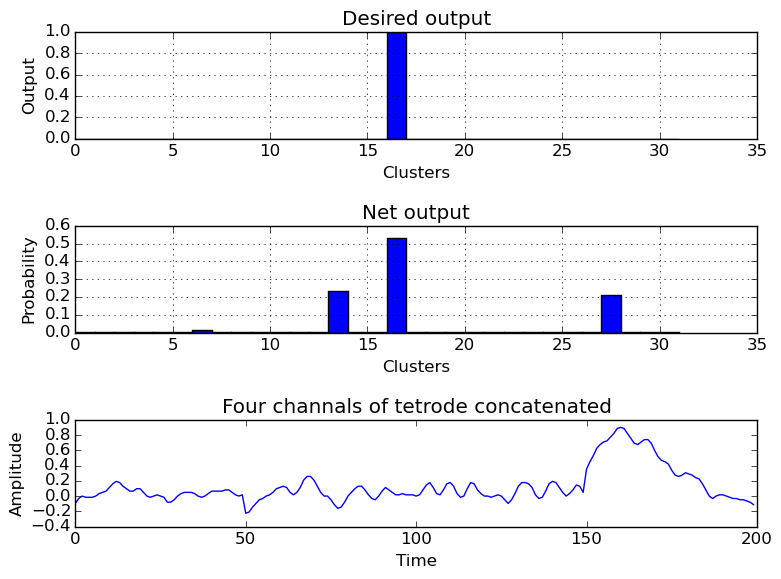 Desired output
1.0
0.8
0.6
0.4
0.2
0.0
Output
0 5 10 15 20 25 30 35
Clusters
Net output
0.6
0.5
0.4
0.3
0.2
0.1
0.0
Probability
0 5 10 15 20 25 30 35
Clusters
Four channals of tetrode concatenated
1.0
0.8
0.6
0.4
0.2
0.0
−0.2
−0.4
Amplitude
0 50 100 150 200
Time